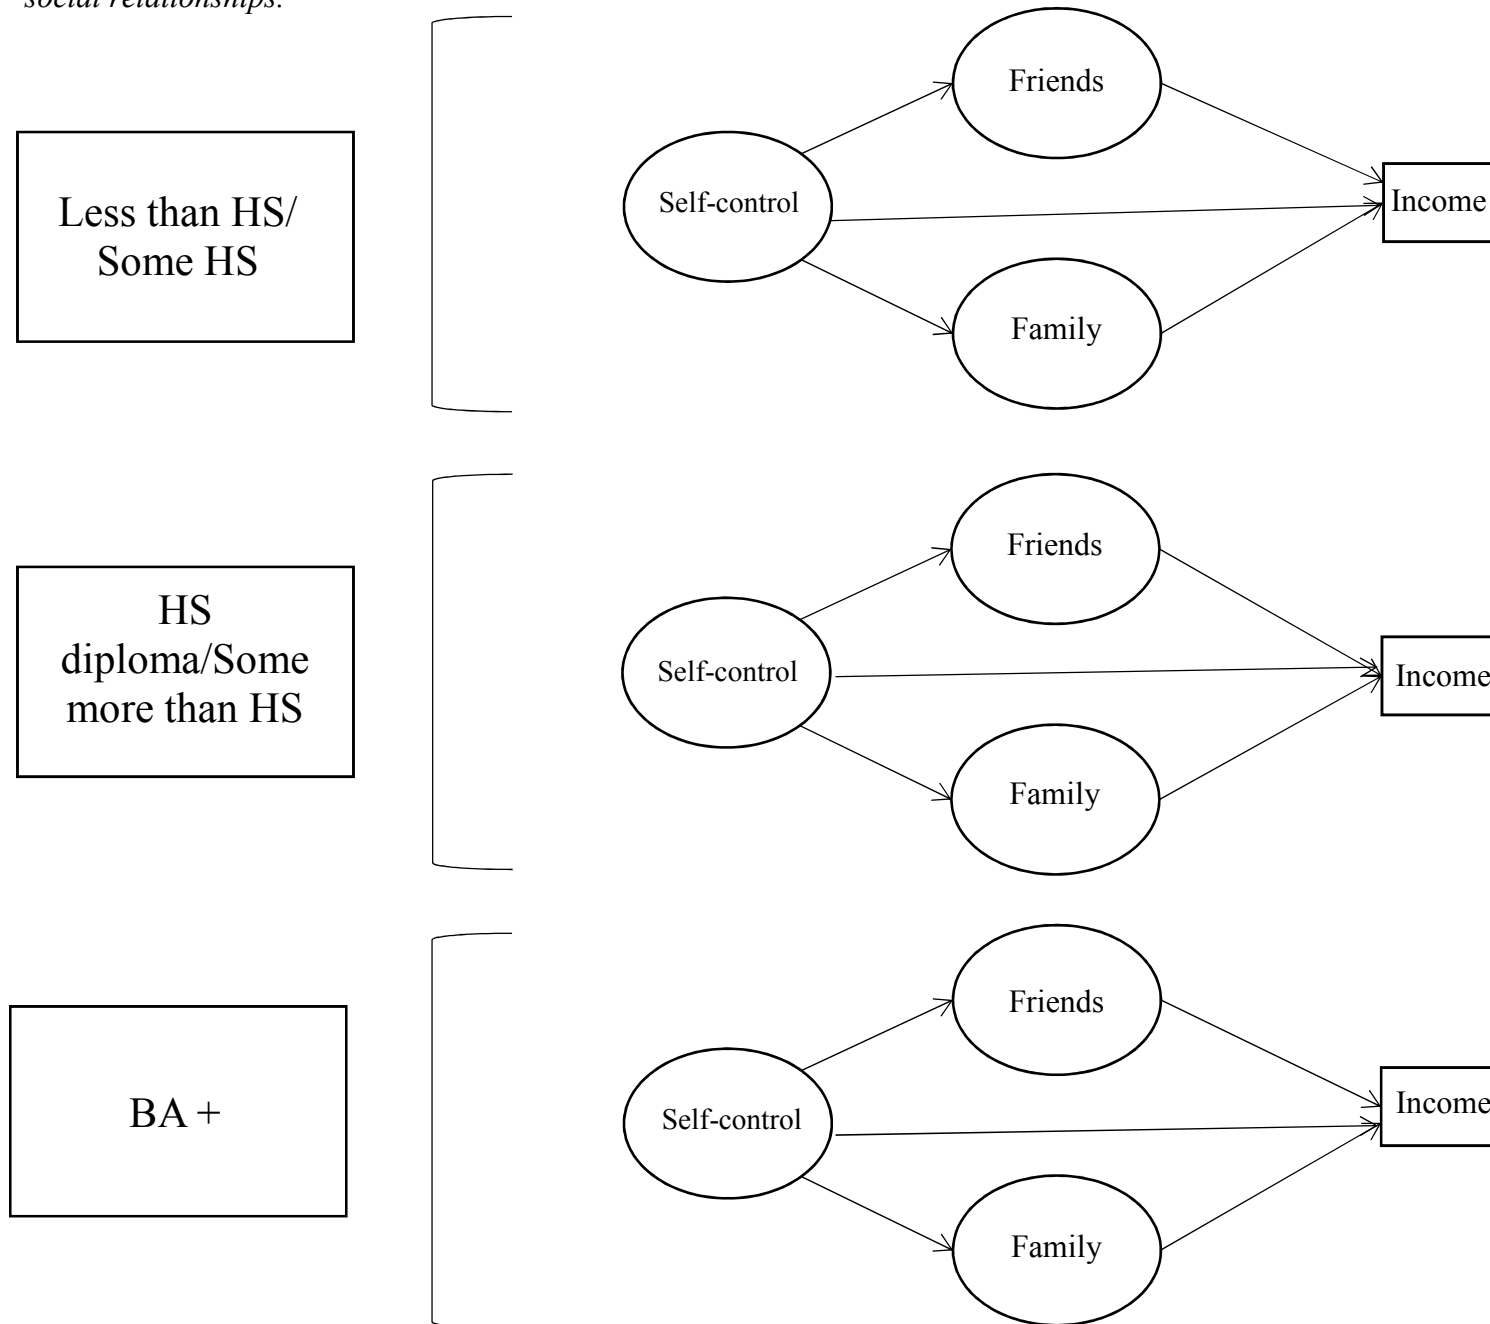 social relationships.
Friends
Self-control
Income
Less than HS/
Some HS
Family
Friends
HS
diploma/Some
more than HS
Self-control
Income
Family
Friends
BA +
Self-control
Income
Family